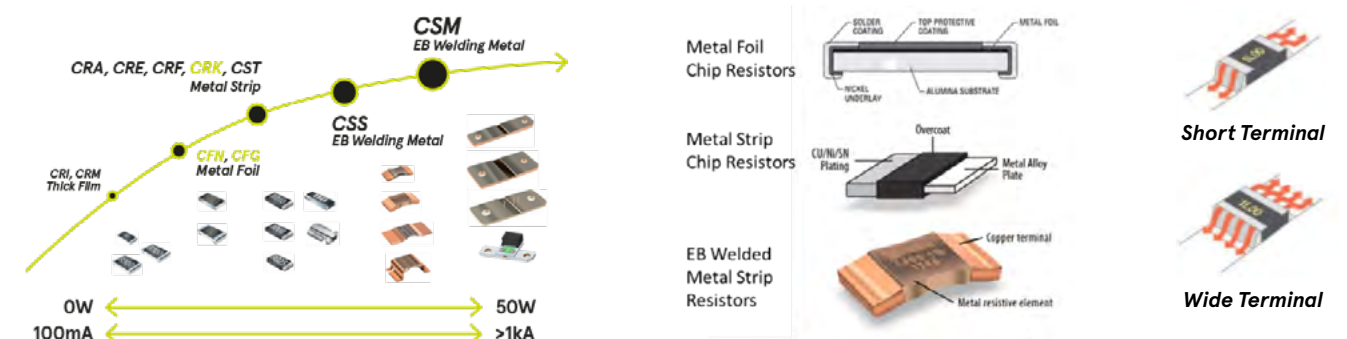 CSM
EB Welding Metal
CRA, CRE, CRF, CRK, CST
Metal Strip
CSS
EB Welding Metal
CFN, CFG
Metal Foil
CRI, CRM
Thick Film
0W
50W
100mA
>1kA
Metal Foil
Chip Resistors
SOLDER
COATING
TOP PROTECTIVE
COATING
METAL FOIL
NICKEL
UNDERLAY
ALUMINA SUBSTRATE
Metal Strip
Chip Resistors
Overcoat
CU/Ni/SN
Plating
Metal Alloy
Plate
EB Welded
Metal Strip
Resistors
Copper terminal
Metal resistive element
Short Terminal
1L00
Wide Terminal